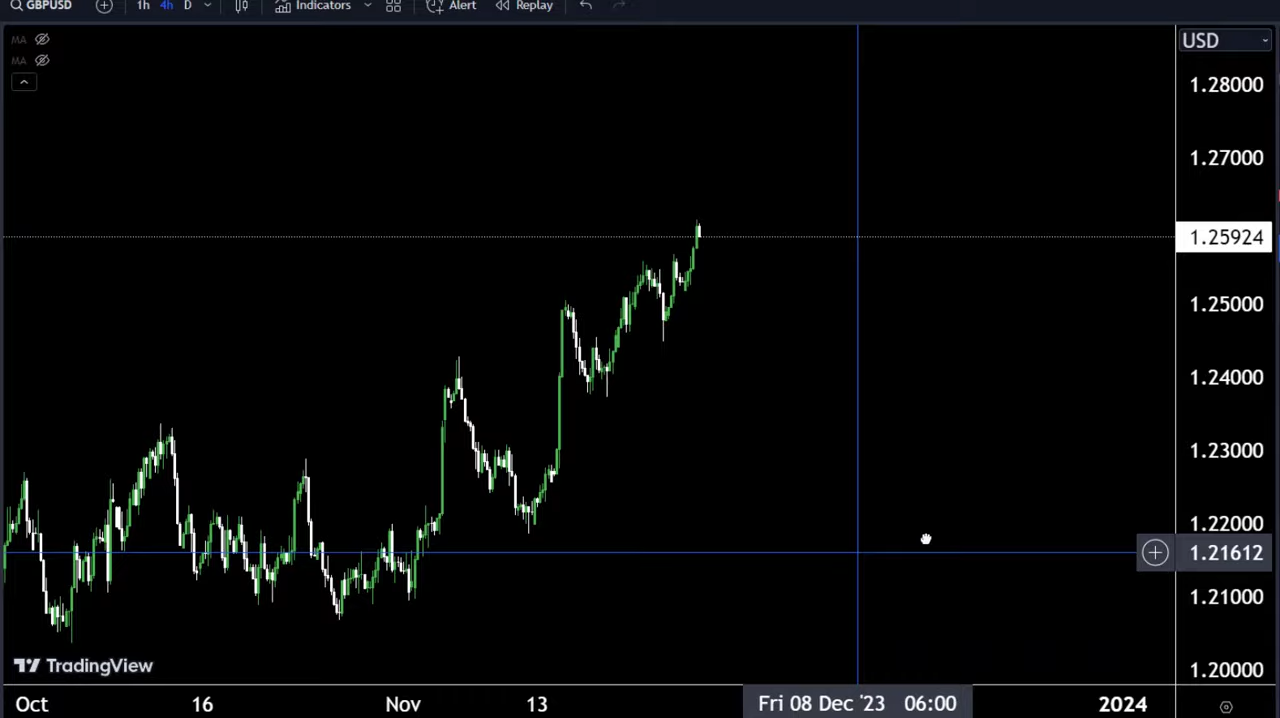 GBPUSD 1h 4h D Indicators Alert Replay
MA
MA
USD
1.28000
1.27000
1.25924
1.25000
1.24000
1.23000
1.22000
1.21612
1.21000
1.20000
TradingView
Oct 16 Nov 13 Fri 08 Dec '23 06:00 2024